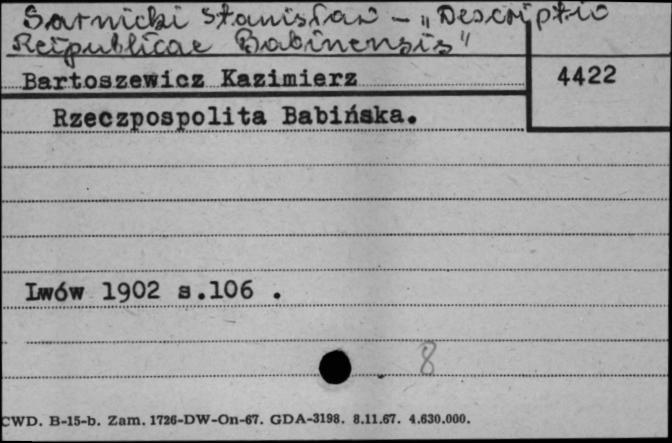 Sarnicki Stanisław – „Descriptio
Reipublicae Babinensis"
Bartoszewicz Kazimierz
4422
Rzeczpospolita Babińska.
Lwów 1902 s.106 .
8
CWD. B-15-b. Zam. 1726-DW-On-67. GDA-3198. 8.11.67. 4.630.000.